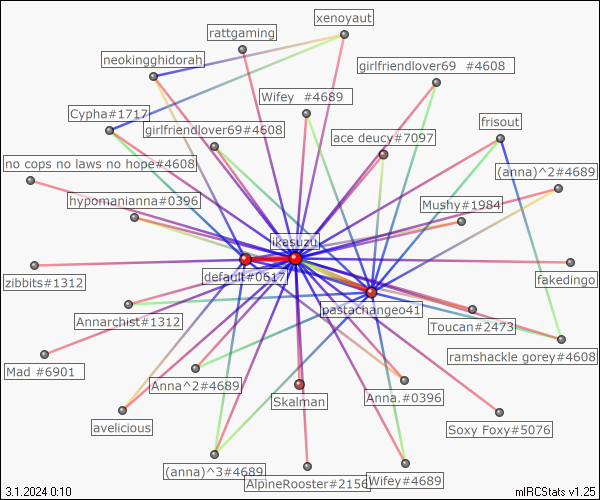 xenoyaut
rattgaming
neokingghidorah
girlfriendlover69 #4608
Wifey #4689
Cypha#1717
girlfriendlover69#4608
ace deucy#7097
frisout
no cops no laws no hope#4608
(anna)^2#4689
hypomanianna#0396
Mushy#1984
ikasuzu
zibbits#1312
default#0617
fakedingo
pastachangeo41
Annarchist#1312
Toucan#2473
ramshackle gorey#4608
Mad #6901
Anna^2#4689
Skalman
Anna.#0396
avelicious
Soxy Foxy#5076
(anna)^3#4689
AlpineRooster#2156
Wifey#4689
3.1.2024 0:10
mIRCStats v1.25